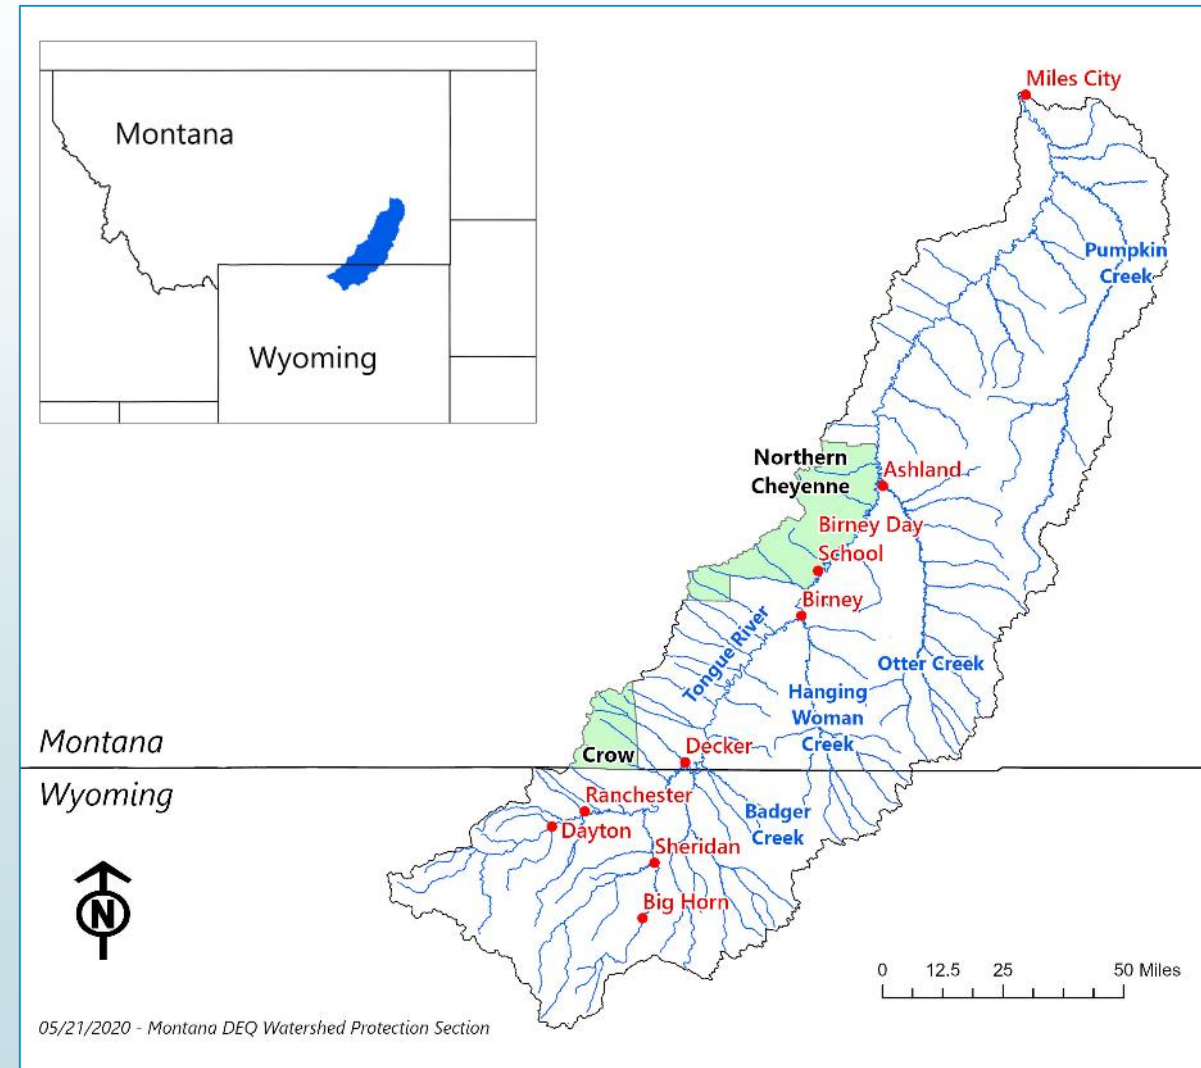 Montana
Wyoming
Miles City
Pumpkin
Creek
Northern
Cheyenne
Ashland
Birney Day
School
Birney
Tongue River
Otter Creek
Hanging
Woman
Creek
Crow
Decker
Montana
Wyoming
Ranchester
Dayton
Badger
Creek
Sheridan
Big Horn
N
0 12.5 25 50 Miles
05/21/2020 - Montana DEQ Watershed Protection Section